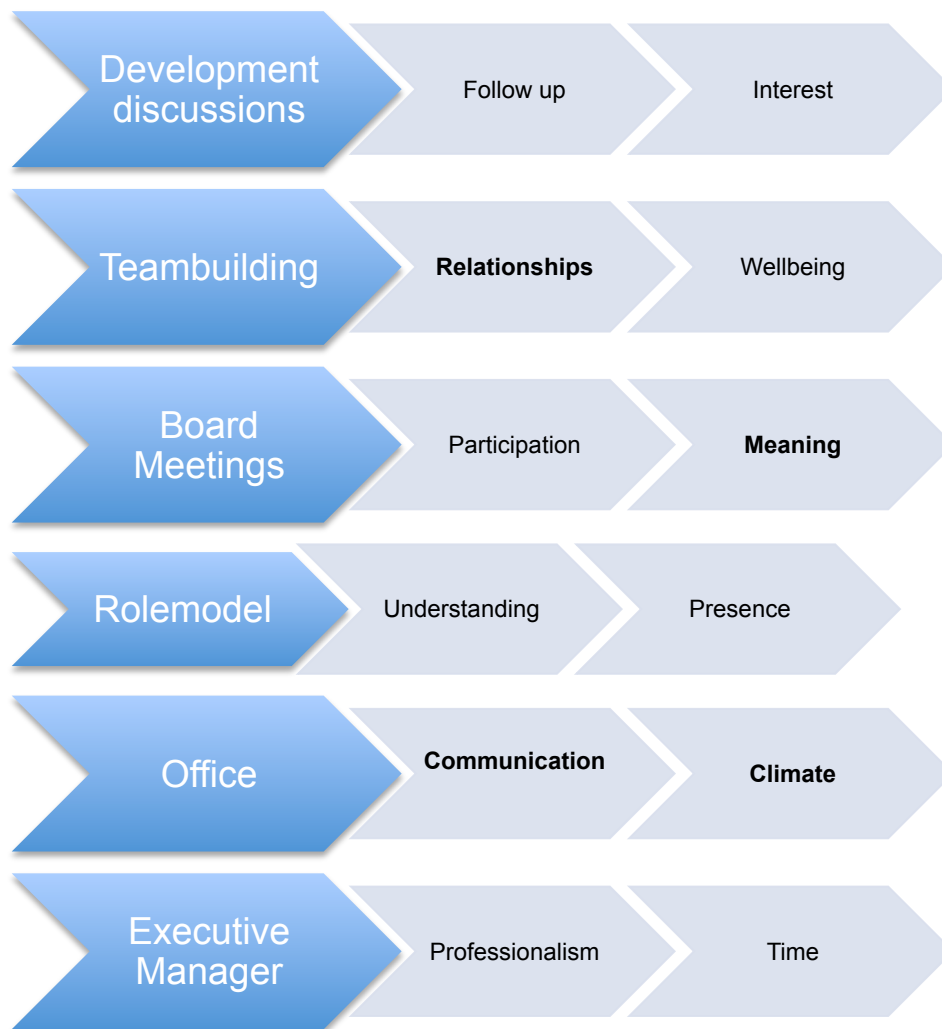 Development
discussions
Follow up
Interest
Teambuilding
Relationships
Wellbeing
Board
Meetings
Participation
Meaning
Rolemodel
Understanding
Presence
Office
Communication
Climate
Executive
Manager
Professionalism
Time